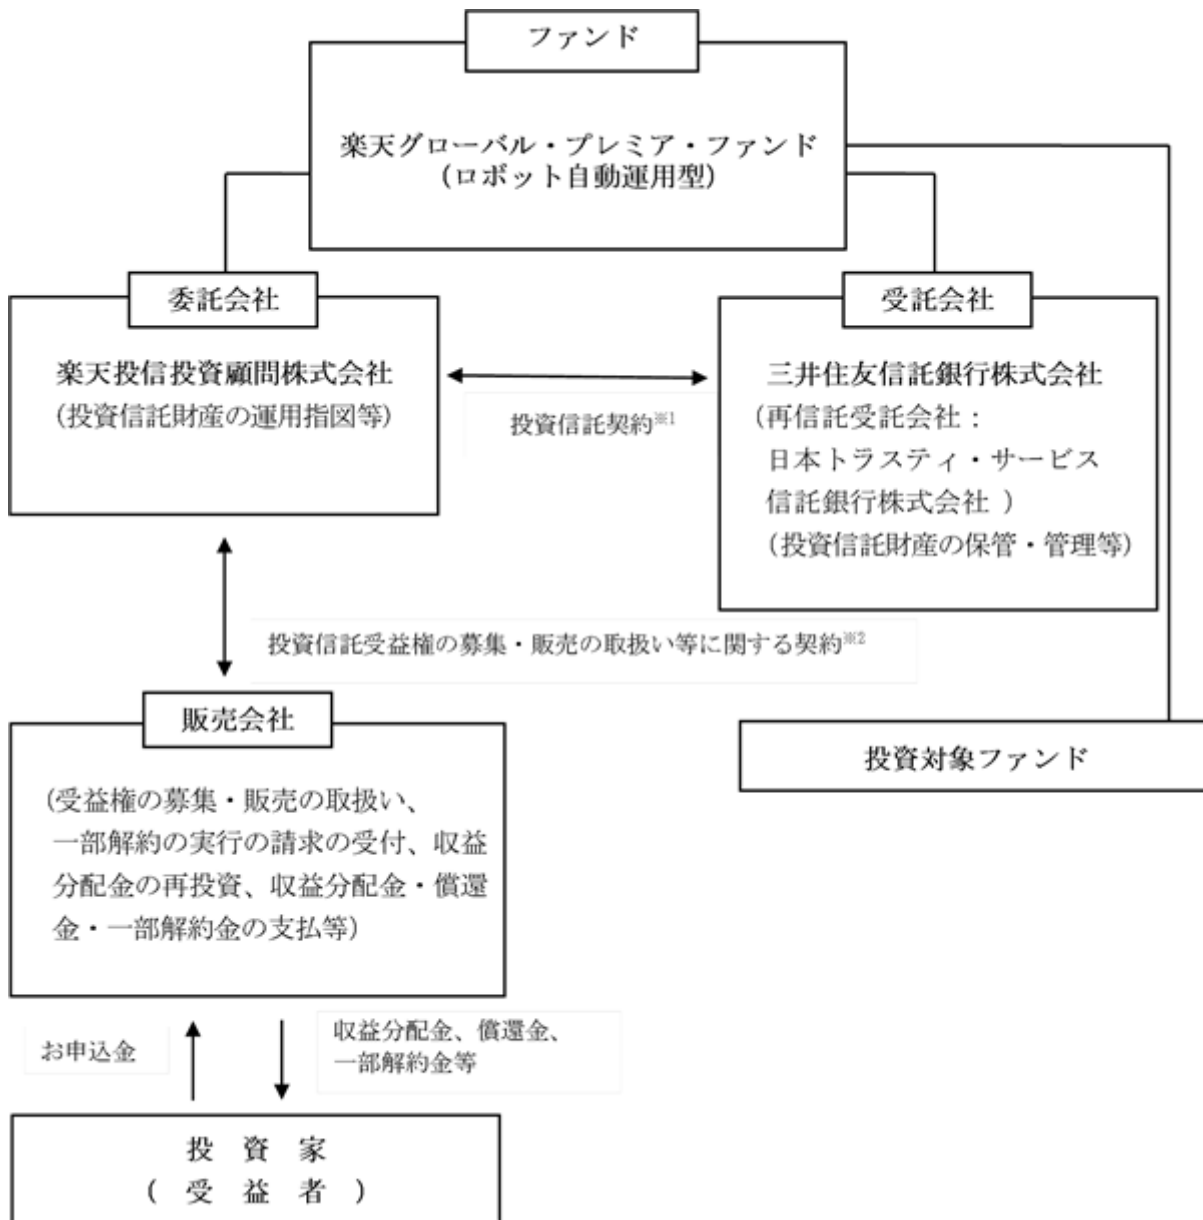 ファンド
楽天グローバル・プレミア・ファンド
(ロボット自動運用型)
委託会社
楽天投信投資顧問株式会社
(投資信託財産の運用指図等)
投資信託契約※1
受託会社
三井住友信託銀行株式会社
(再信託受託会社:
日本トラスティ・サービス
信託銀行株式会社 )
(投資信託財産の保管・管理等)
投資信託受益権の募集・販売の取扱い等に関する契約※2
販売会社
(受益権の募集・販売の取扱い、
一部解約の実行の請求の受付、収益
分配金の再投資、収益分配金・償還
金・一部解約金の支払等)
投資対象ファンド
お申込金
収益分配金、償還金、
一部解約金等
投 資 家
( 受 益 者 )